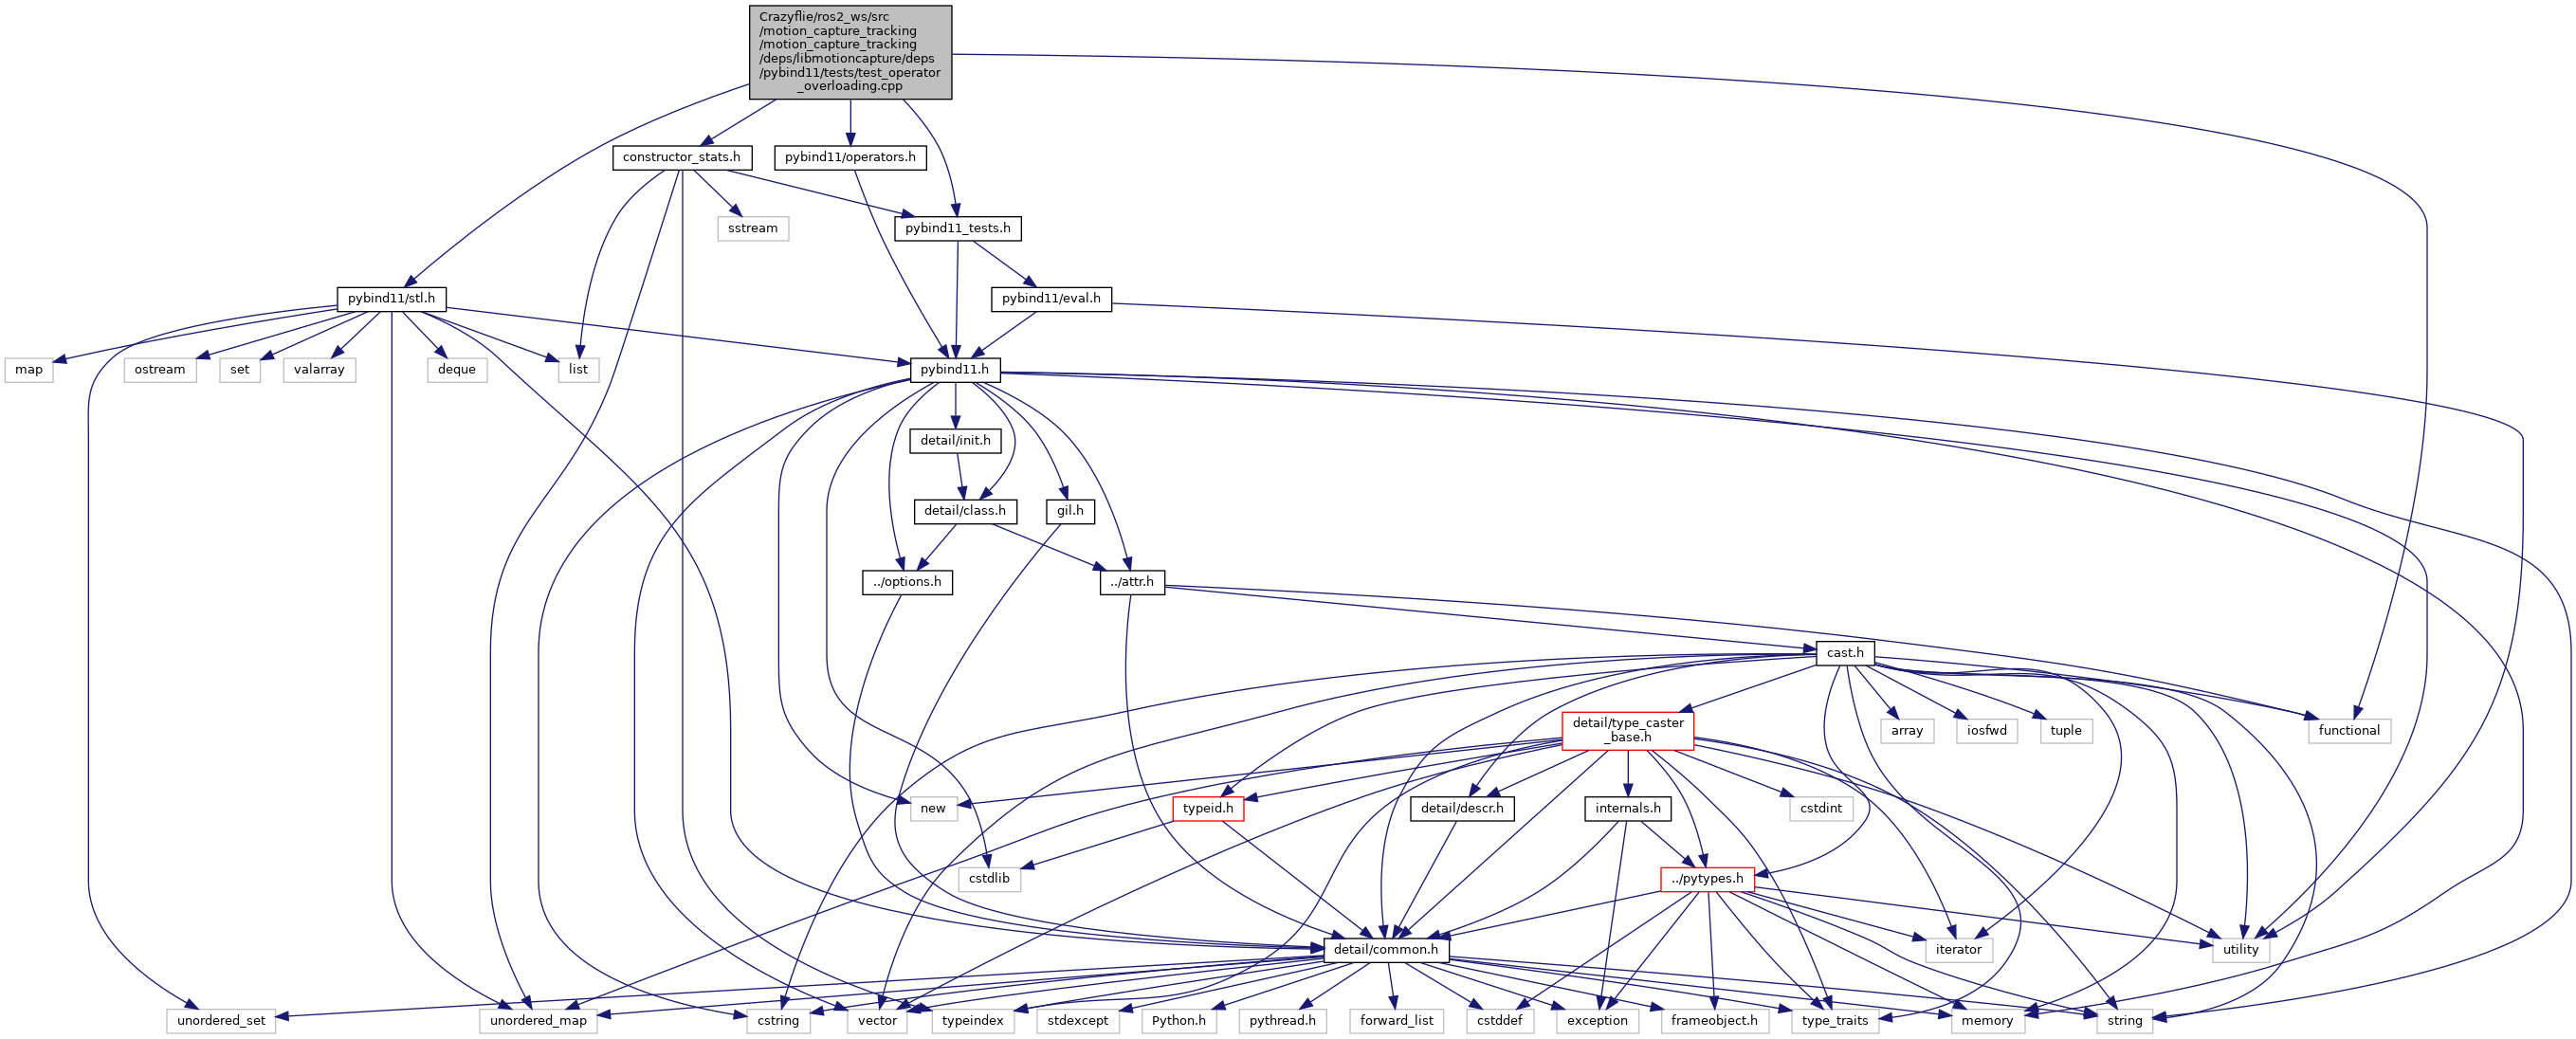 Crazyflie/ros2_ws/src
/motion_capture_tracking
/motion_capture_tracking
/deps/libmotioncapture/deps
/pybind11/tests/test_operator
_overloading.cpp
constructor_stats.h
pybind11/operators.h
sstream
pybind11_tests.h
pybind11/stl.h
pybind11/eval.h
map
ostream
set
valarray
deque
list
pybind11.h
detail/init.h
detail/class.h
gil.h
../options.h
../attr.h
cast.h
detail/type_caster
_base.h
array
iosfwd
tuple
functional
new
typeid.h
detail/descr.h
internals.h
cstdint
cstdlib
../pytypes.h
detail/common.h
iterator
utility
unordered_set
unordered_map
cstring
vector
typeindex
stdexcept
Python.h
pythread.h
forward_list
cstddef
exception
frameobject.h
type_traits
memory
string